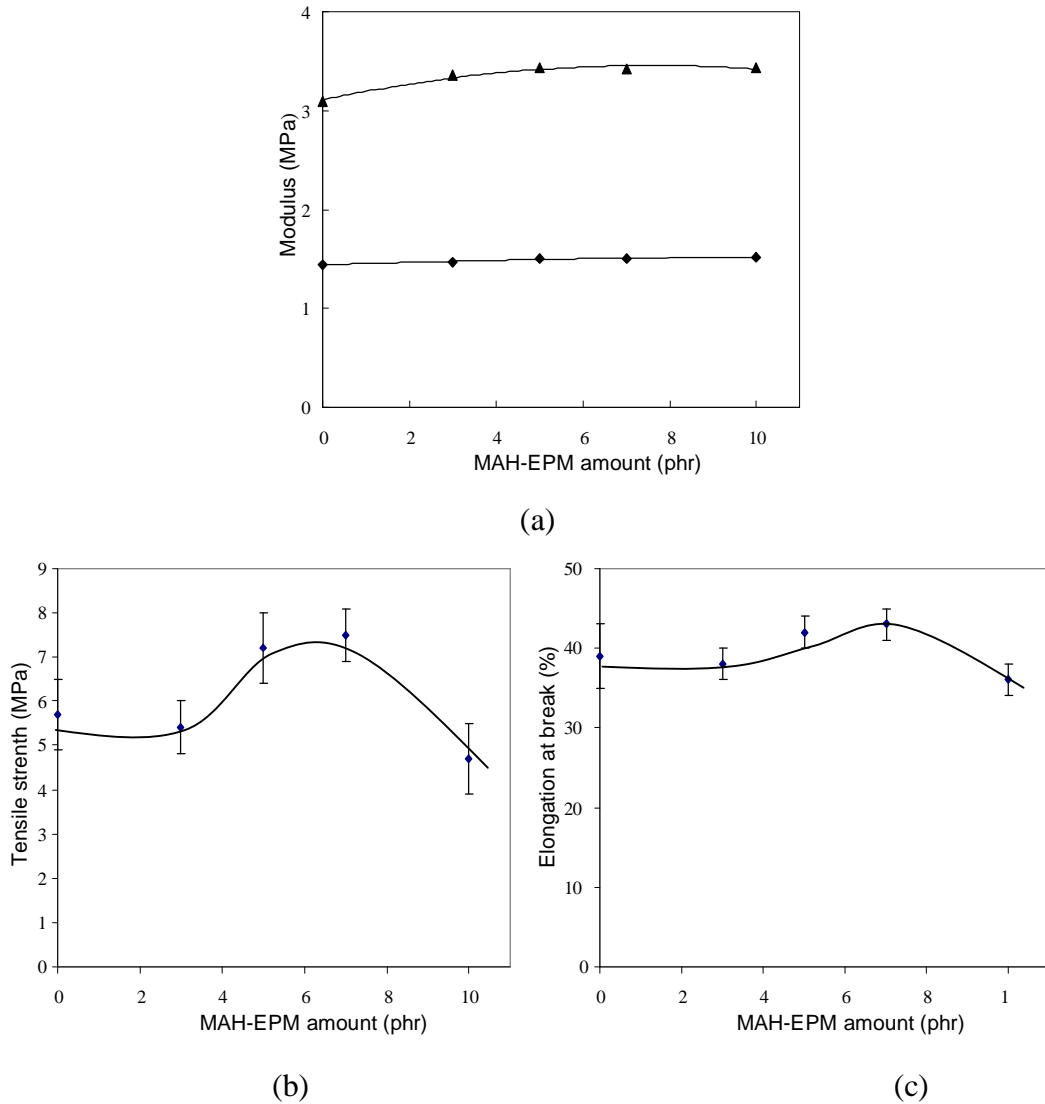 4
3
2
1
0
Modulus (MPa)
0 2 4 6 8 10
MAH-EPM amount (phr)
(a)
9
8
7
6
5
4
3
2
1
0
Tensile strenth (MPa)
0 2 4 6 8 10
MAH-EPM amount (phr)
(b)
50
40
30
20
10
0
Elongation at break (%)
0 2 4 6 8 1
MAH-EPM amount (phr)
(c)